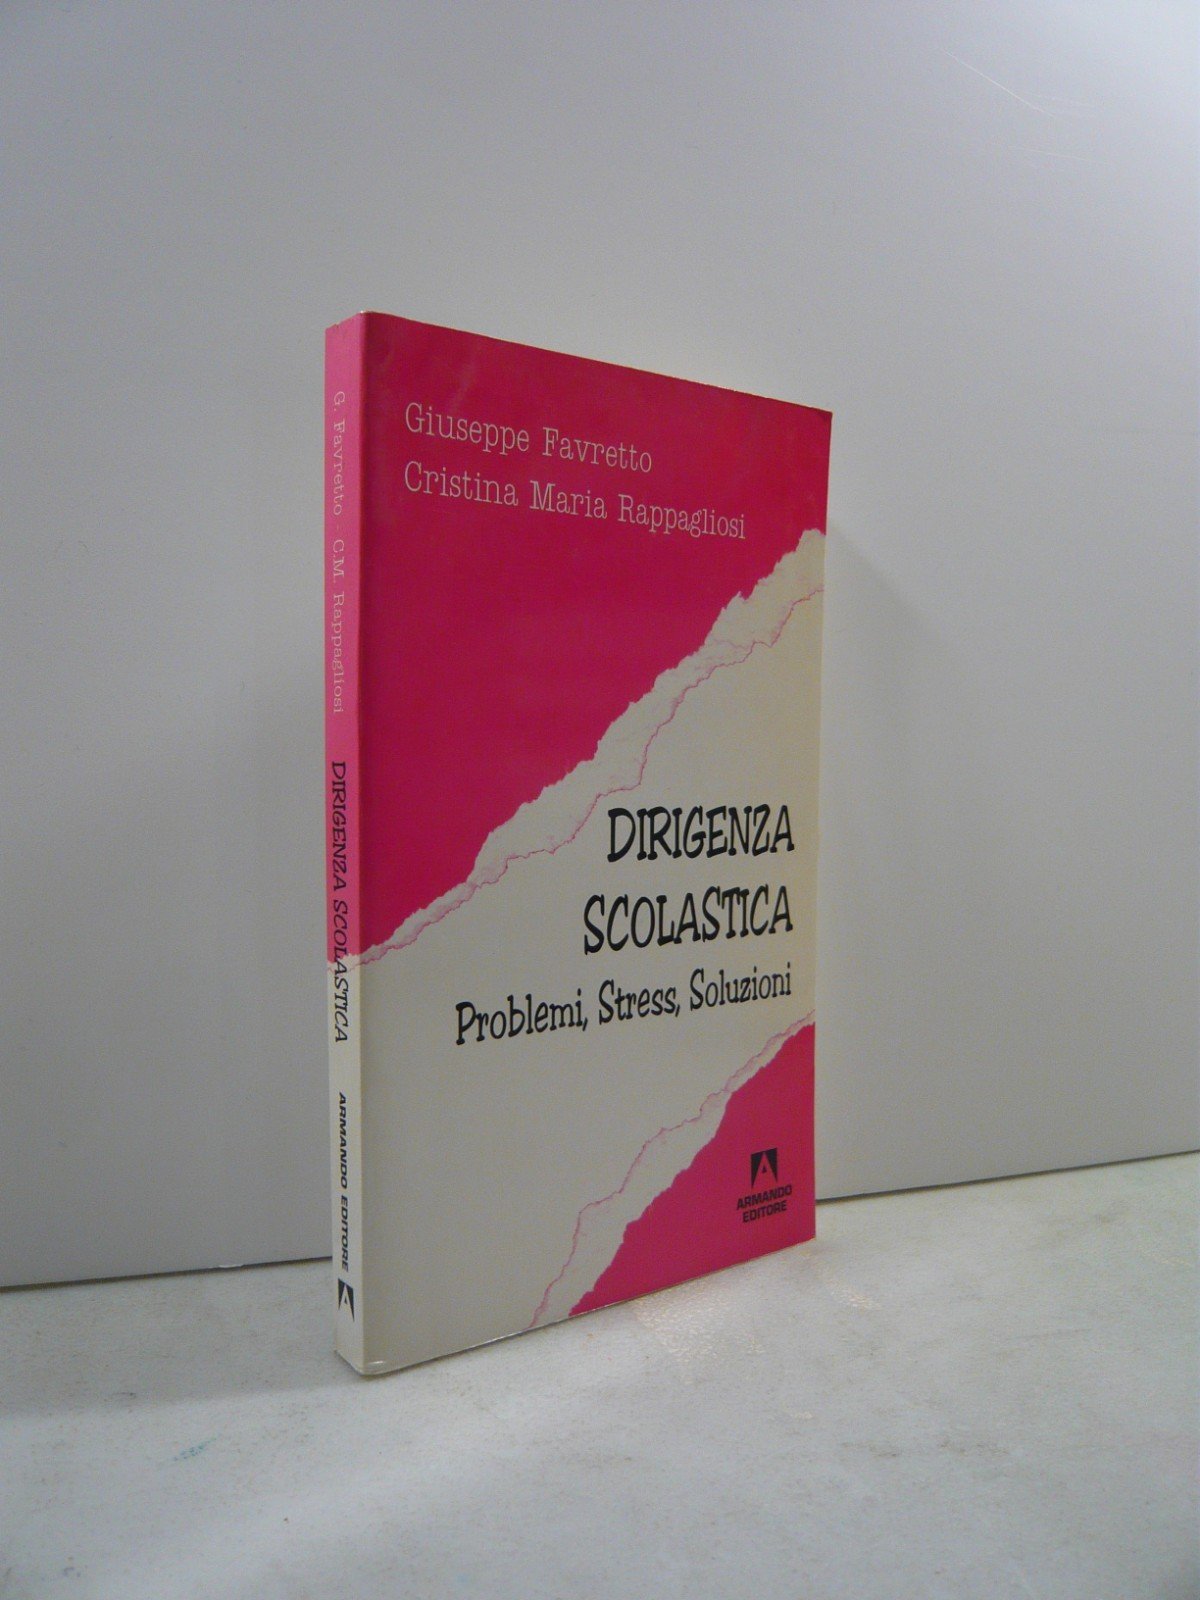 Giuseppe Favretto
Cristina Maria Rappagliosi
DIRIGENZA
SCOLASTICA
Problemi, Stress, Soluzioni
ARMANDO
EDITORE
G. Favretto - C.M. Rappagliosi
DIRIGENZA SCOLASTICA
ARMANDO EDITORE